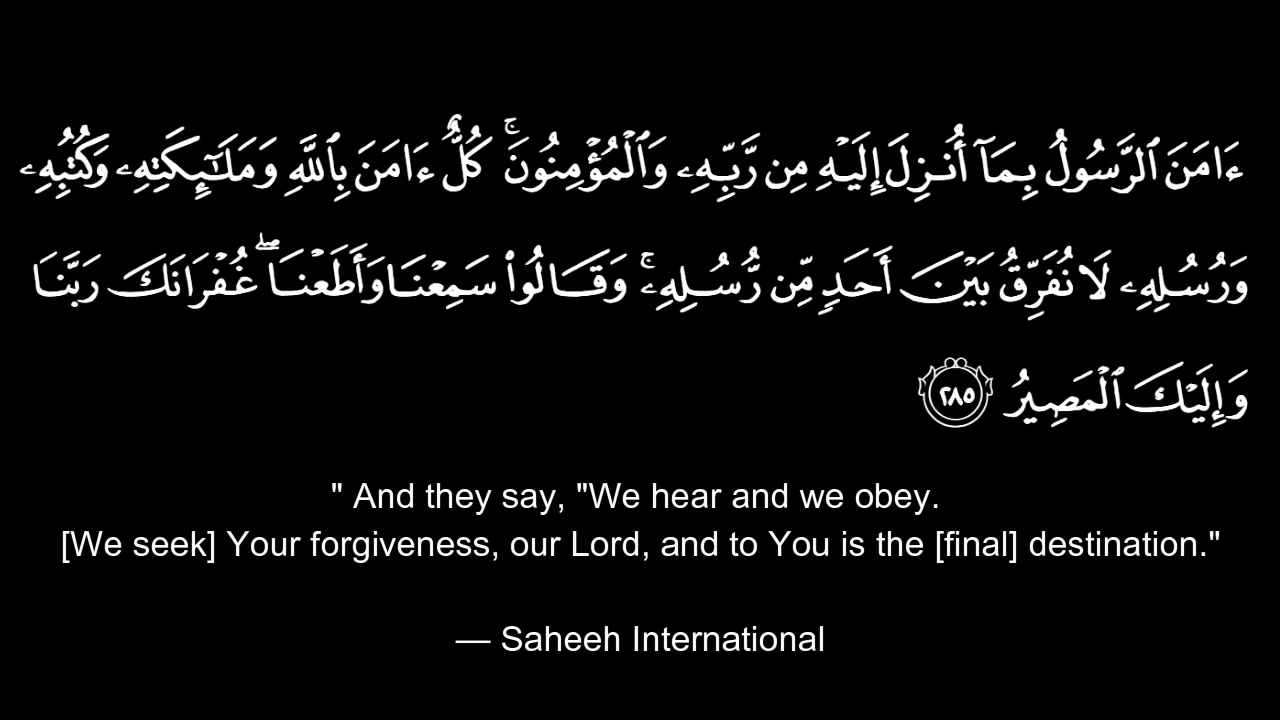 ءَامَنَ ٱلرَّسُولُ بِمَآ أُنزِلَ إِلَيْهِ مِن رَّبِّهِۦ وَٱلْمُؤْمِنُونَ ۚ كُلٌّ ءَامَنَ بِٱللَّهِ وَمَلَـٰٓئِكَتِهِۦ وَكُتُبِهِۦ
وَرُسُلِهِۦ لَا نُفَرِّقُ بَيْنَ أَحَدٍ مِّن رُّسُلِهِۦ ۚ وَقَالُوا۟ سَمِعْنَا وَأَطَعْنَا ۖ غُفْرَانَكَ رَبَّنَا
وَإِلَيْكَ ٱلْمَصِيرُ ٢٨٥
" And they say, "We hear and we obey.
[We seek] Your forgiveness, our Lord, and to You is the [final] destination."
— Saheeh International